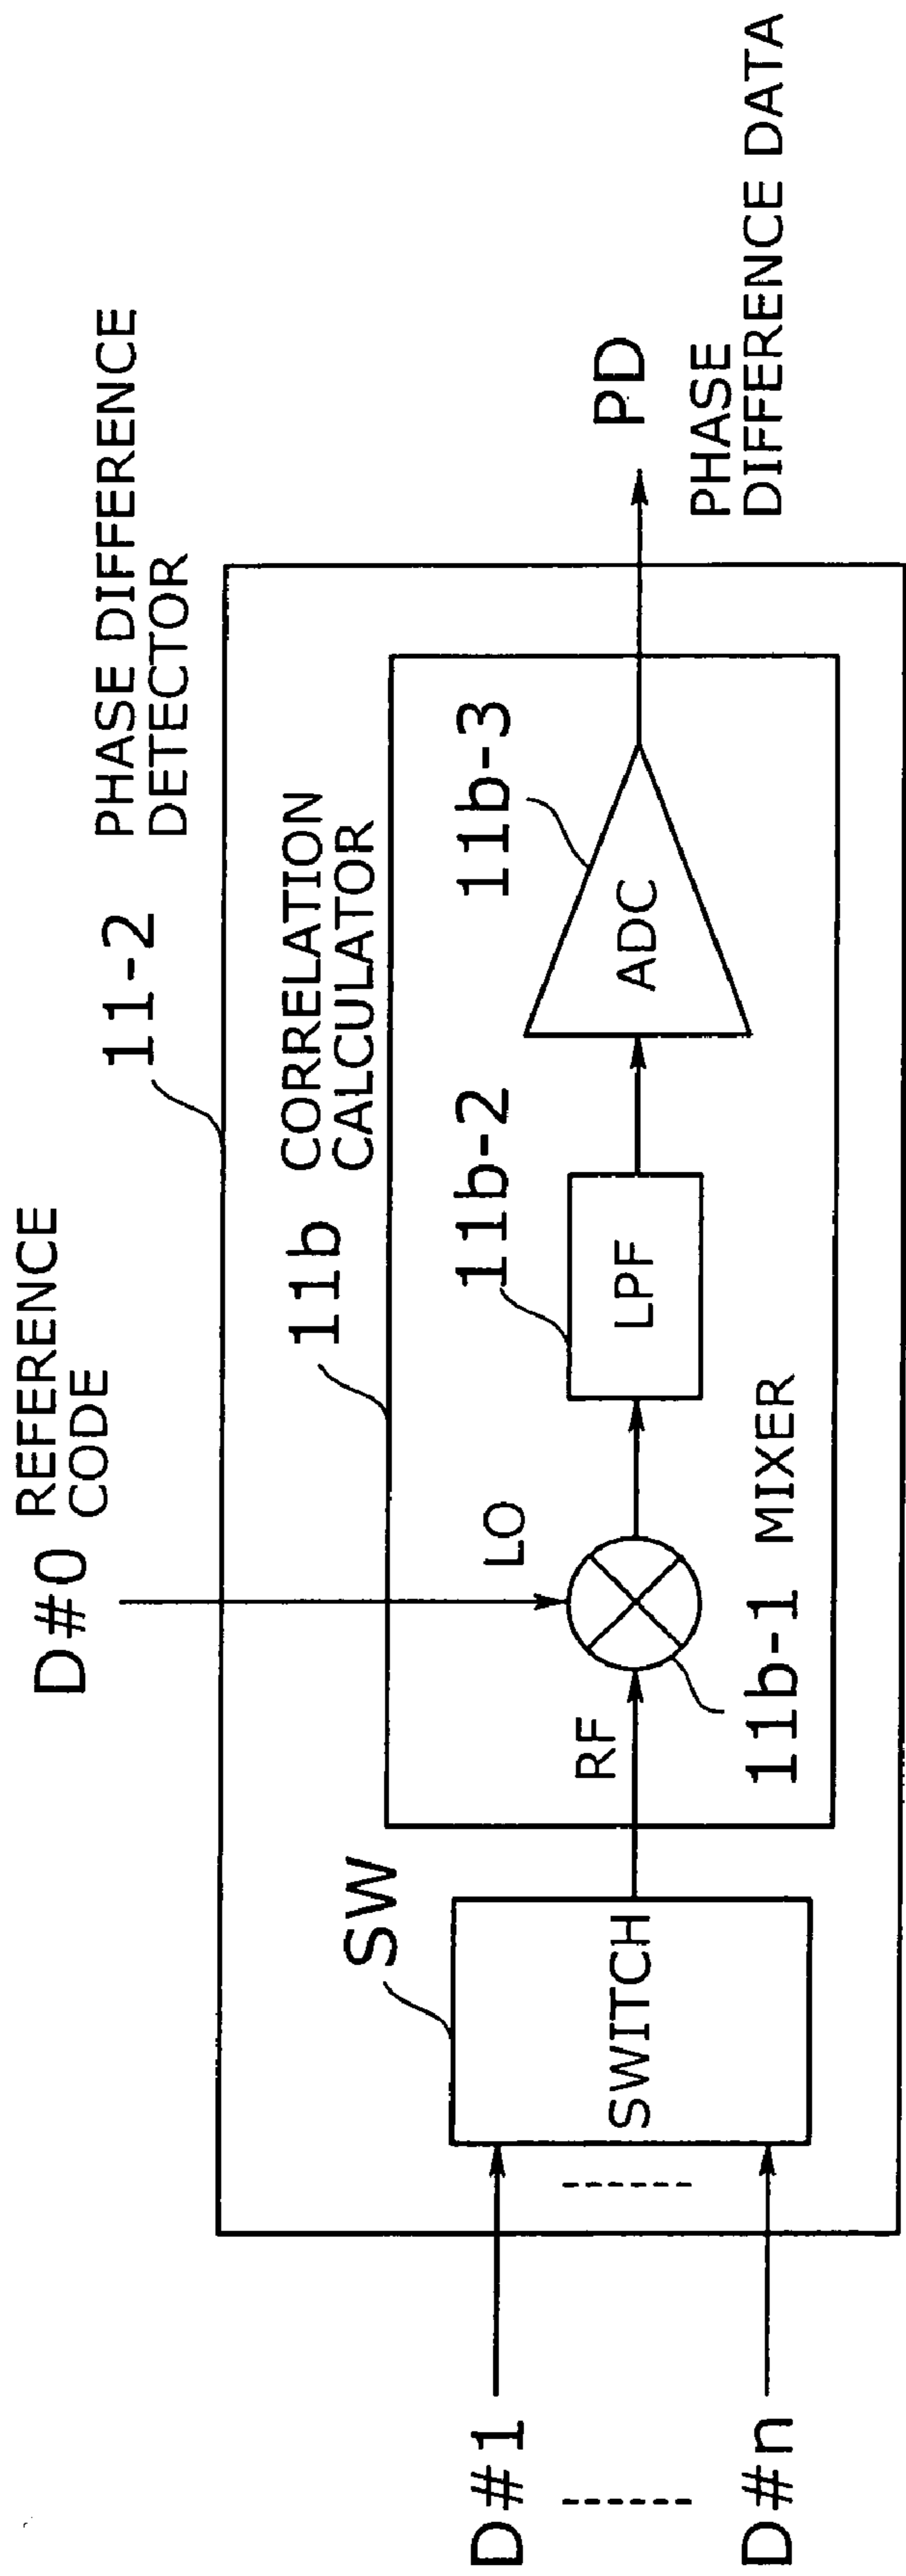 11-2 PHASE DIFFERENCE
DETECTOR
D#0 REFERENCE
CODE
11b CORRELATION
CALCULATOR
SW
LO
11b-2
11b-3
D#1
D#n
SWITCH
RF
LPF
ADC
PD
11b-1 MIXER
PHASE
DIFFERENCE DATA